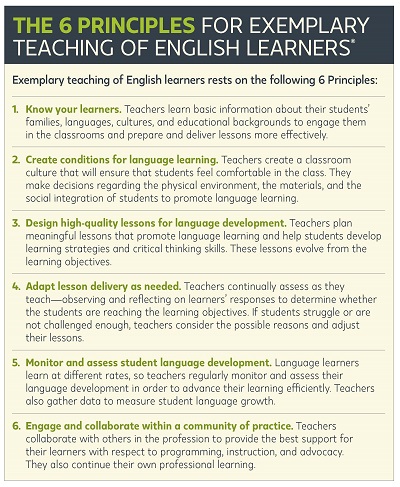 THE 6 PRINCIPLES FOR EXEMPLARY
TEACHING OF ENGLISH LEARNERS®
Exemplary teaching of English learners rests on the following 6 Principles:
1. Know your learners. Teachers learn basic information about their students'
families, languages, cultures, and educational backgrounds to engage them
in the classrooms and prepare and deliver lessons more effectively.
2. Create conditions for language learning. Teachers create a classroom
culture that will ensure that students feel comfortable in the class. They
make decisions regarding the physical environment, the materials, and the
social integration of students to promote language learning.
3. Design high-quality lessons for language development. Teachers plan
meaningful lessons that promote language learning and help students develop
learning strategies and critical thinking skills. These lessons evolve from the
learning objectives.
4. Adapt lesson delivery as needed. Teachers continually assess as they
teach—observing and reflecting on learners' responses to determine whether
the students are reaching the learning objectives. If students struggle or are
not challenged enough, teachers consider the possible reasons and adjust
their lessons.
5. Monitor and assess student language development. Language learners
learn at different rates, so teachers regularly monitor and assess their
language development in order to advance their learning efficiently. Teachers
also gather data to measure student language growth.
6. Engage and collaborate within a community of practice. Teachers
collaborate with others in the profession to provide the best support for
their learners with respect to programming, instruction, and advocacy.
They also continue their own professional learning.